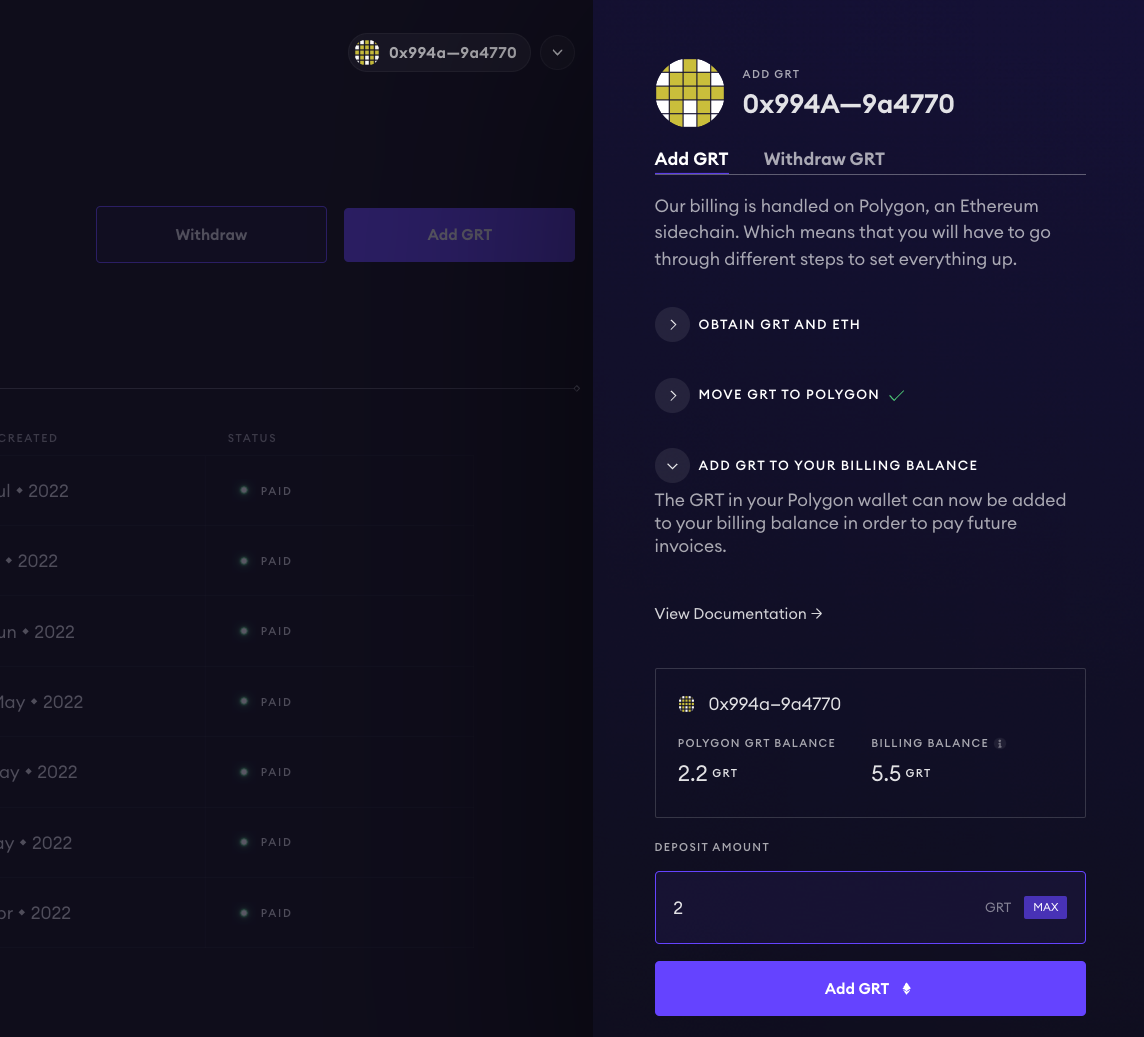 0x994a—9a4770
Withdraw
Add GRT
CREATED STATUS
2022 PAID
• 2022 PAID
2022 PAID
May • 2022 PAID
2022 PAID
2022 PAID
2022 PAID
ADD GRT
0x994A—9a4770
Add GRT Withdraw GRT
Our billing is handled on Polygon, an Ethereum
sidechain. Which means that you will have to go
through different steps to set everything up.
OBTAIN GRT AND ETH
MOVE GRT TO POLYGON
ADD GRT TO YOUR BILLING BALANCE
The GRT in your Polygon wallet can now be added
to your billing balance in order to pay future
invoices.
View Documentation →
0x994a—9a4770
POLYGON GRT BALANCE BILLING BALANCE i
2.2 GRT 5.5 GRT
DEPOSIT AMOUNT
2 GRT MAX
Add GRT